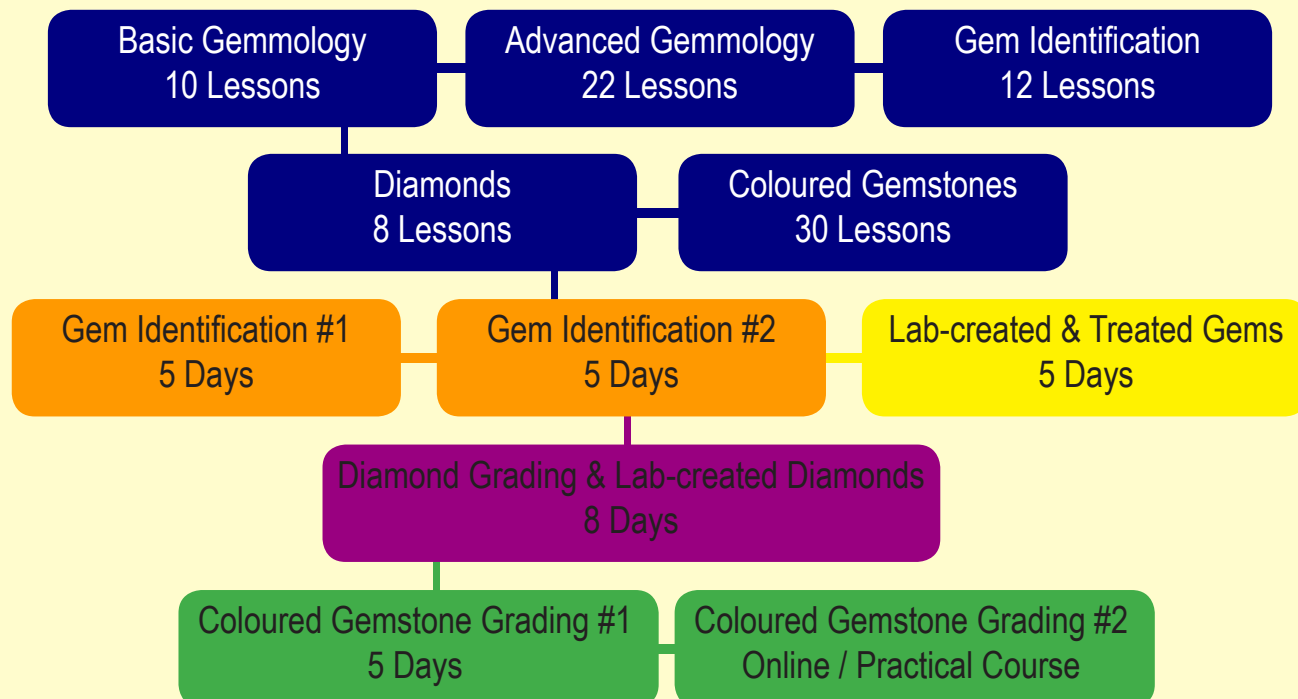 Basic Gemmology
10 Lessons
Advanced Gemmology
22 Lessons
Gem Identification
12 Lessons
Diamonds
8 Lessons
Coloured Gemstones
30 Lessons
Gem Identification #1
5 Days
Gem Identification #2
5 Days
Lab-created & Treated Gems
5 Days
Diamond Grading & Lab-created Diamonds
8 Days
Coloured Gemstone Grading #1
5 Days
Coloured Gemstone Grading #2
Online / Practical Course